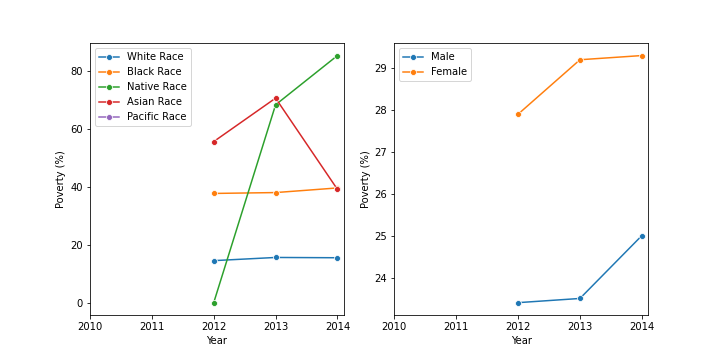 White Race
Black Race
Native Race
Asian Race
Pacific Race
80
60
40
20
0
Poverty (%)
2010 2011 2012 2013 2014
Year
Male
Female
29
28
27
26
25
24
Poverty (%)
2010 2011 2012 2013 2014
Year